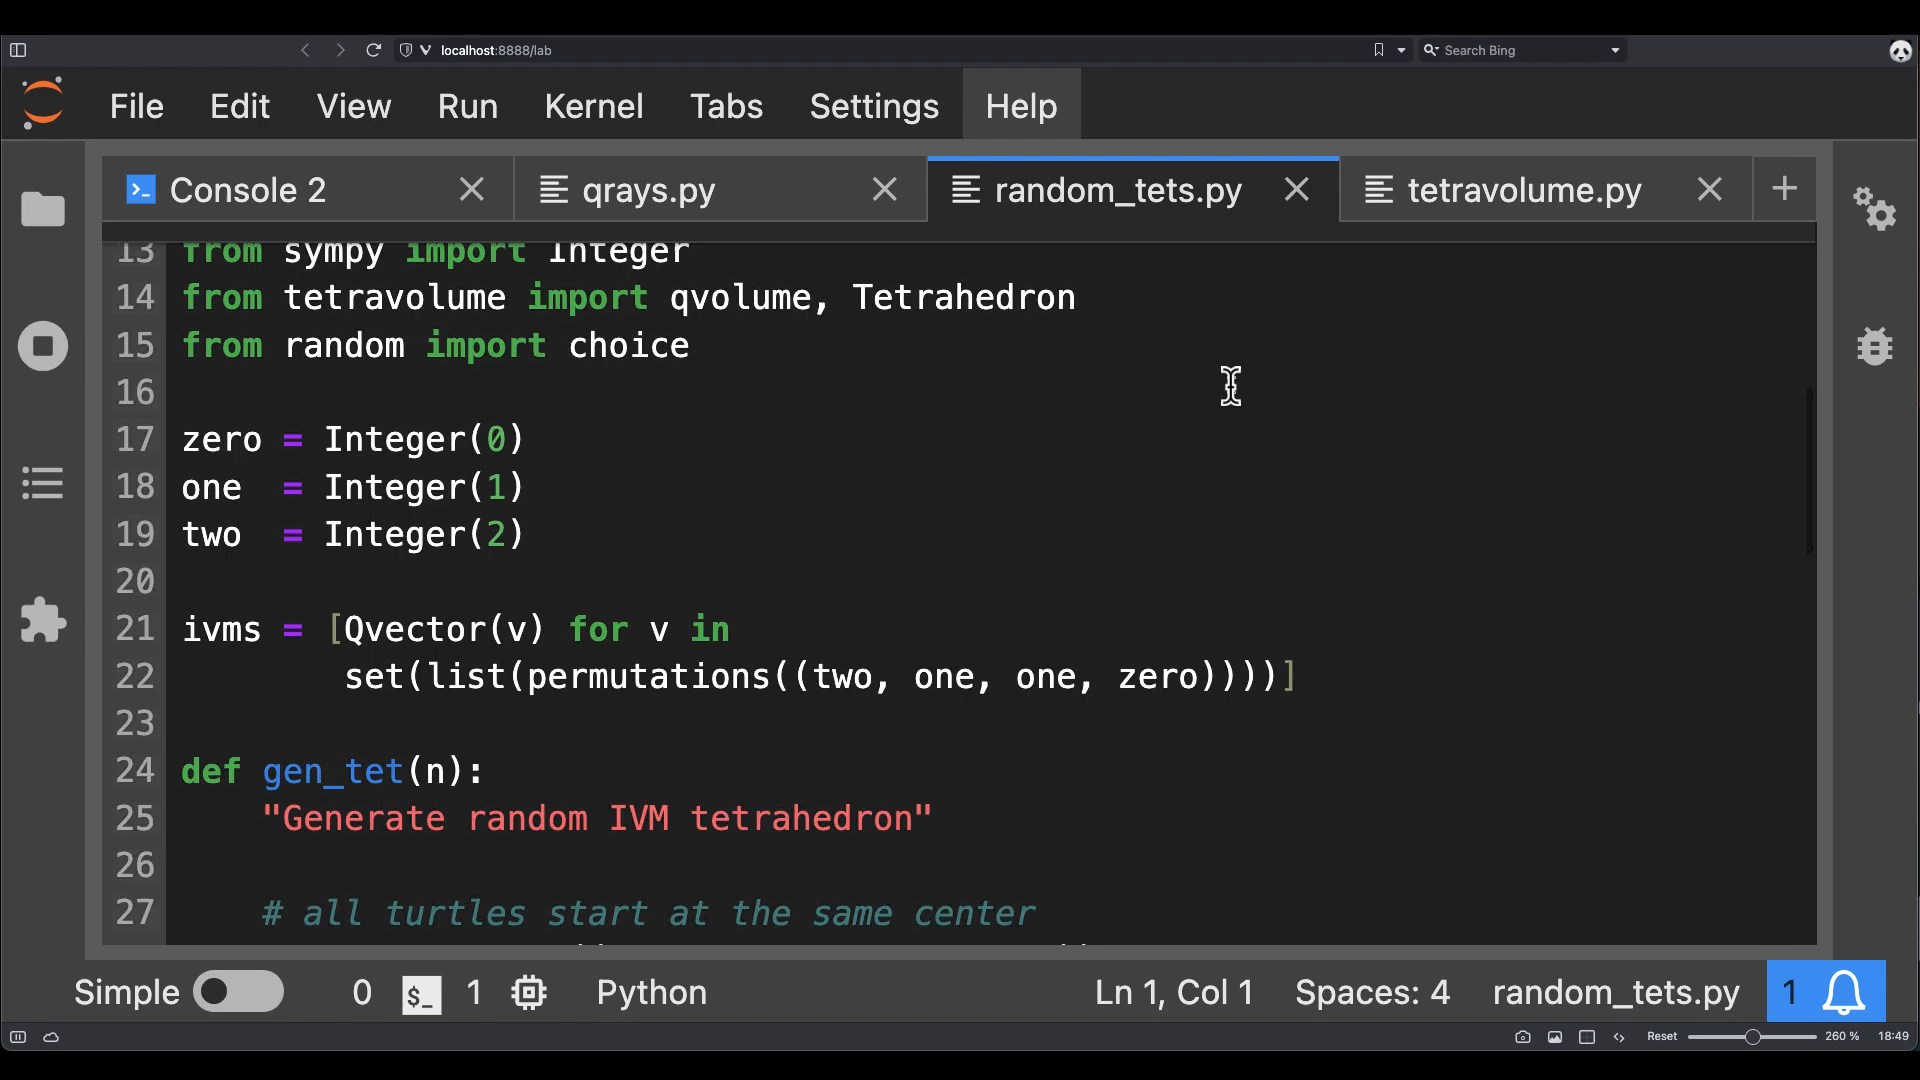 localhost:8888/lab
Search Bing
File Edit View Run Kernel Tabs Settings Help
Console 2
qrays.py
random_tets.py
tetravolume.py
13 from sympy import Integer
14 from tetravolume import qvolume, Tetrahedron
15 from random import choice
16
17 zero = Integer(0)
18 one  = Integer(1)
19 two  = Integer(2)
20
21 ivms = [Qvector(v) for v in
22         set(list(permutations((two, one, one, zero))))]
23
24 def gen_tet(n):
25     "Generate random IVM tetrahedron"
26
27     # all turtles start at the same center
Simple 0 $_ 1 Python Ln 1, Col 1 Spaces: 4 random_tets.py 1
Reset 260 % 18:49